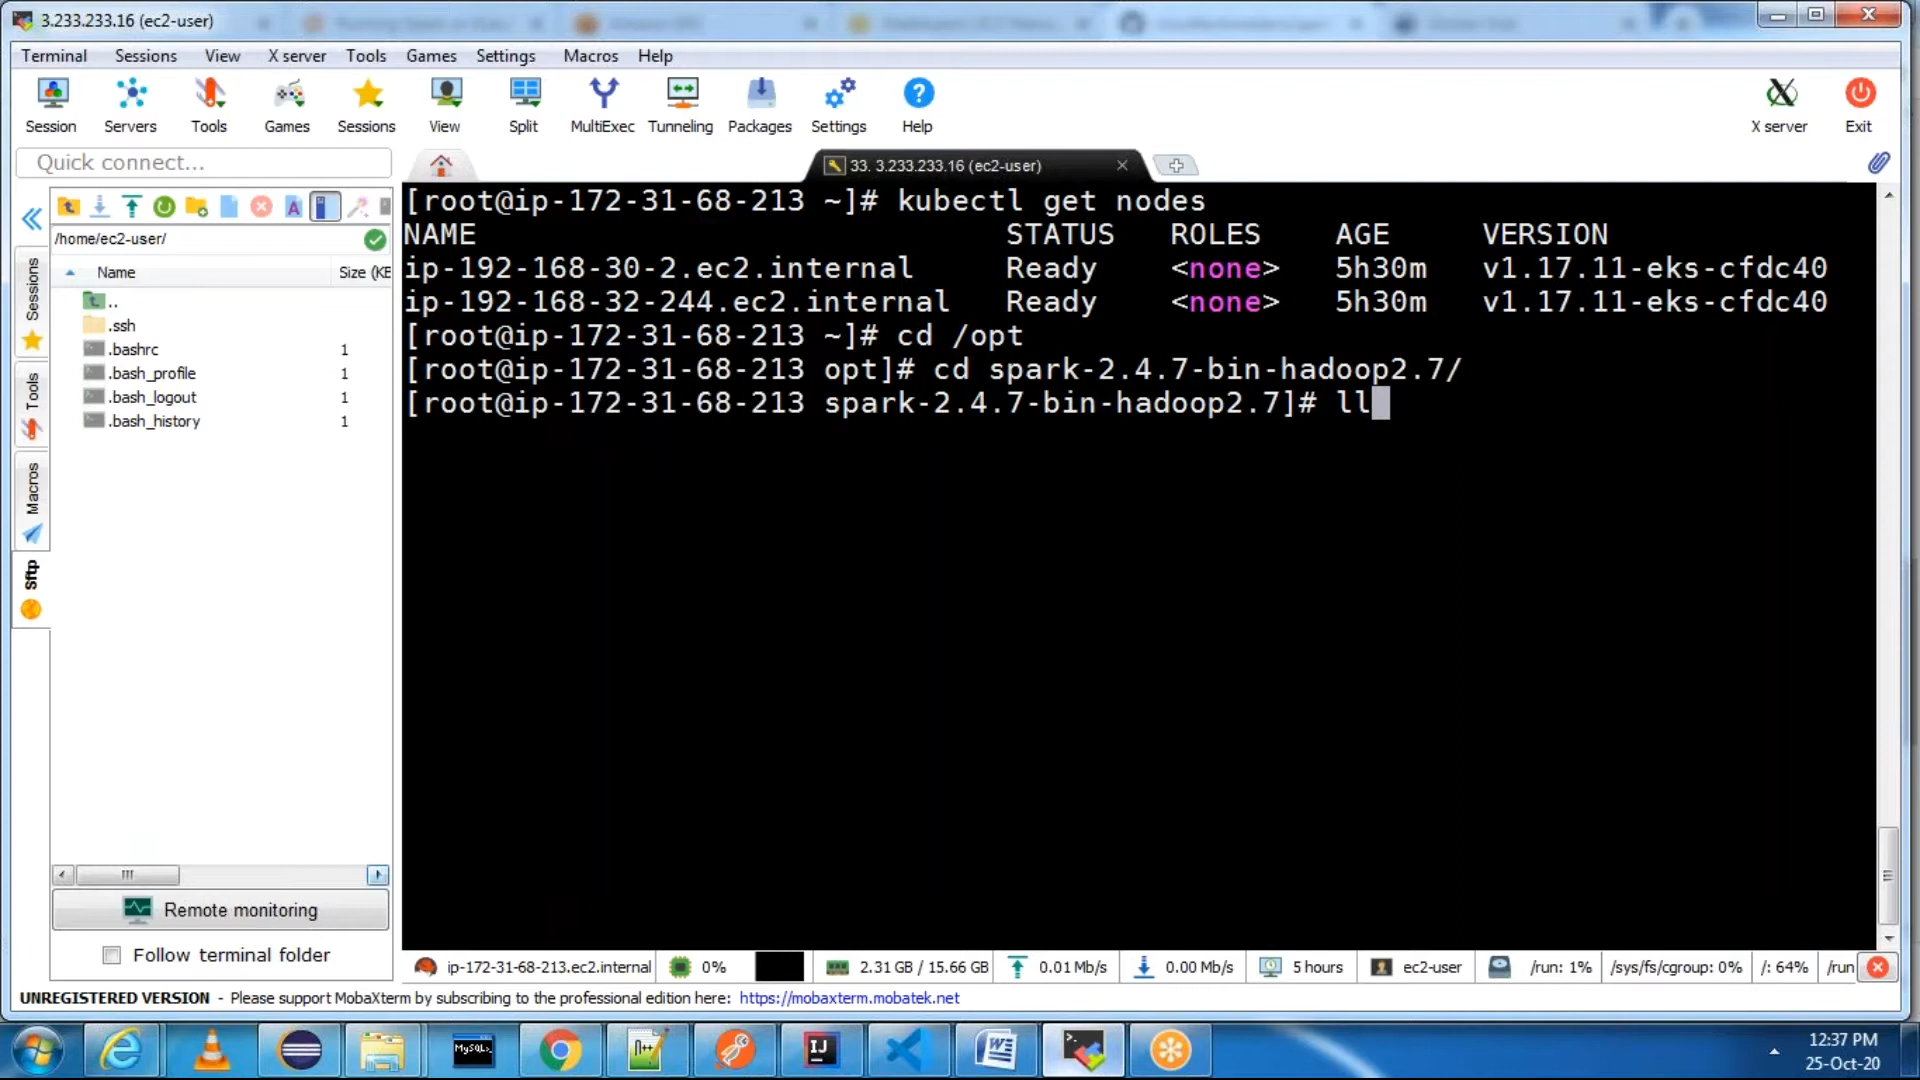 3.233.233.16 (ec2-user)
Terminal Sessions View X server Tools Games Settings Macros Help
Session Servers Tools Games Sessions View Split MultiExec Tunneling Packages Settings Help X server Exit
Quick connect...
33. 3.233.233.16 (ec2-user)
/home/ec2-user/
Name Size (KE
..
.ssh
.bashrc 1
.bash_profile 1
.bash_logout 1
.bash_history 1
Sessions
Tools
Macros
Sftp
[root@ip-172-31-68-213 ~]# kubectl get nodes
NAME STATUS ROLES AGE VERSION
ip-192-168-30-2.ec2.internal Ready <none> 5h30m v1.17.11-eks-cfdc40
ip-192-168-32-244.ec2.internal Ready <none> 5h30m v1.17.11-eks-cfdc40
[root@ip-172-31-68-213 ~]# cd /opt
[root@ip-172-31-68-213 opt]# cd spark-2.4.7-bin-hadoop2.7/
[root@ip-172-31-68-213 spark-2.4.7-bin-hadoop2.7]# ll
Remote monitoring
Follow terminal folder
ip-172-31-68-213.ec2.internal 0% 2.31 GB / 15.66 GB 0.01 Mb/s 0.00 Mb/s 5 hours ec2-user /run: 1% /sys/fs/cgroup: 0% /: 64% /run
UNREGISTERED VERSION - Please support MobaXterm by subscribing to the professional edition here: https://mobaxterm.mobatek.net
MySQL>_
N++
IJ
12:37 PM
25-Oct-20